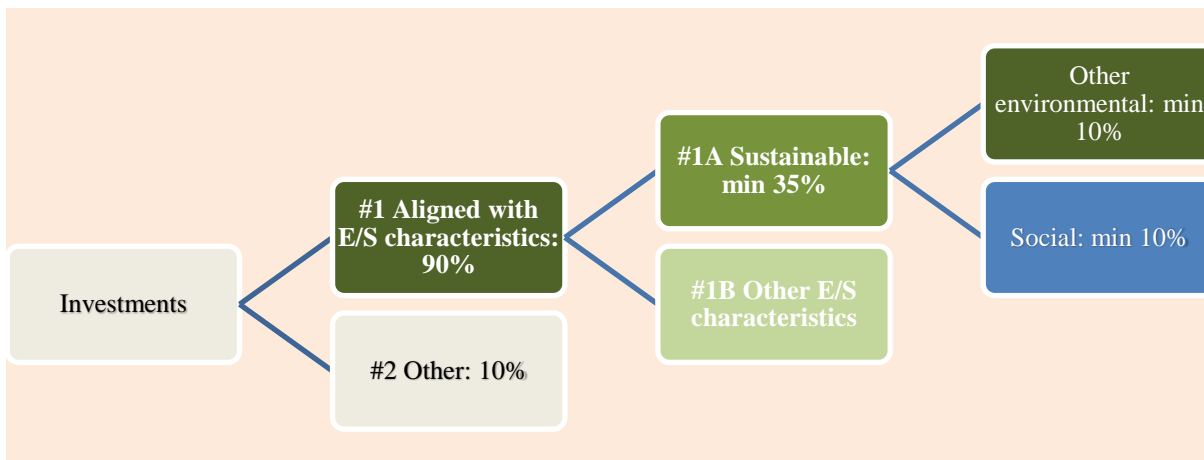 Investments
#1 Aligned with
E/S characteristics:
90%
#2 Other: 10%
#1A Sustainable:
min 35%
#1B Other E/S
characteristics
Other
environmental: min
10%
Social: min 10%